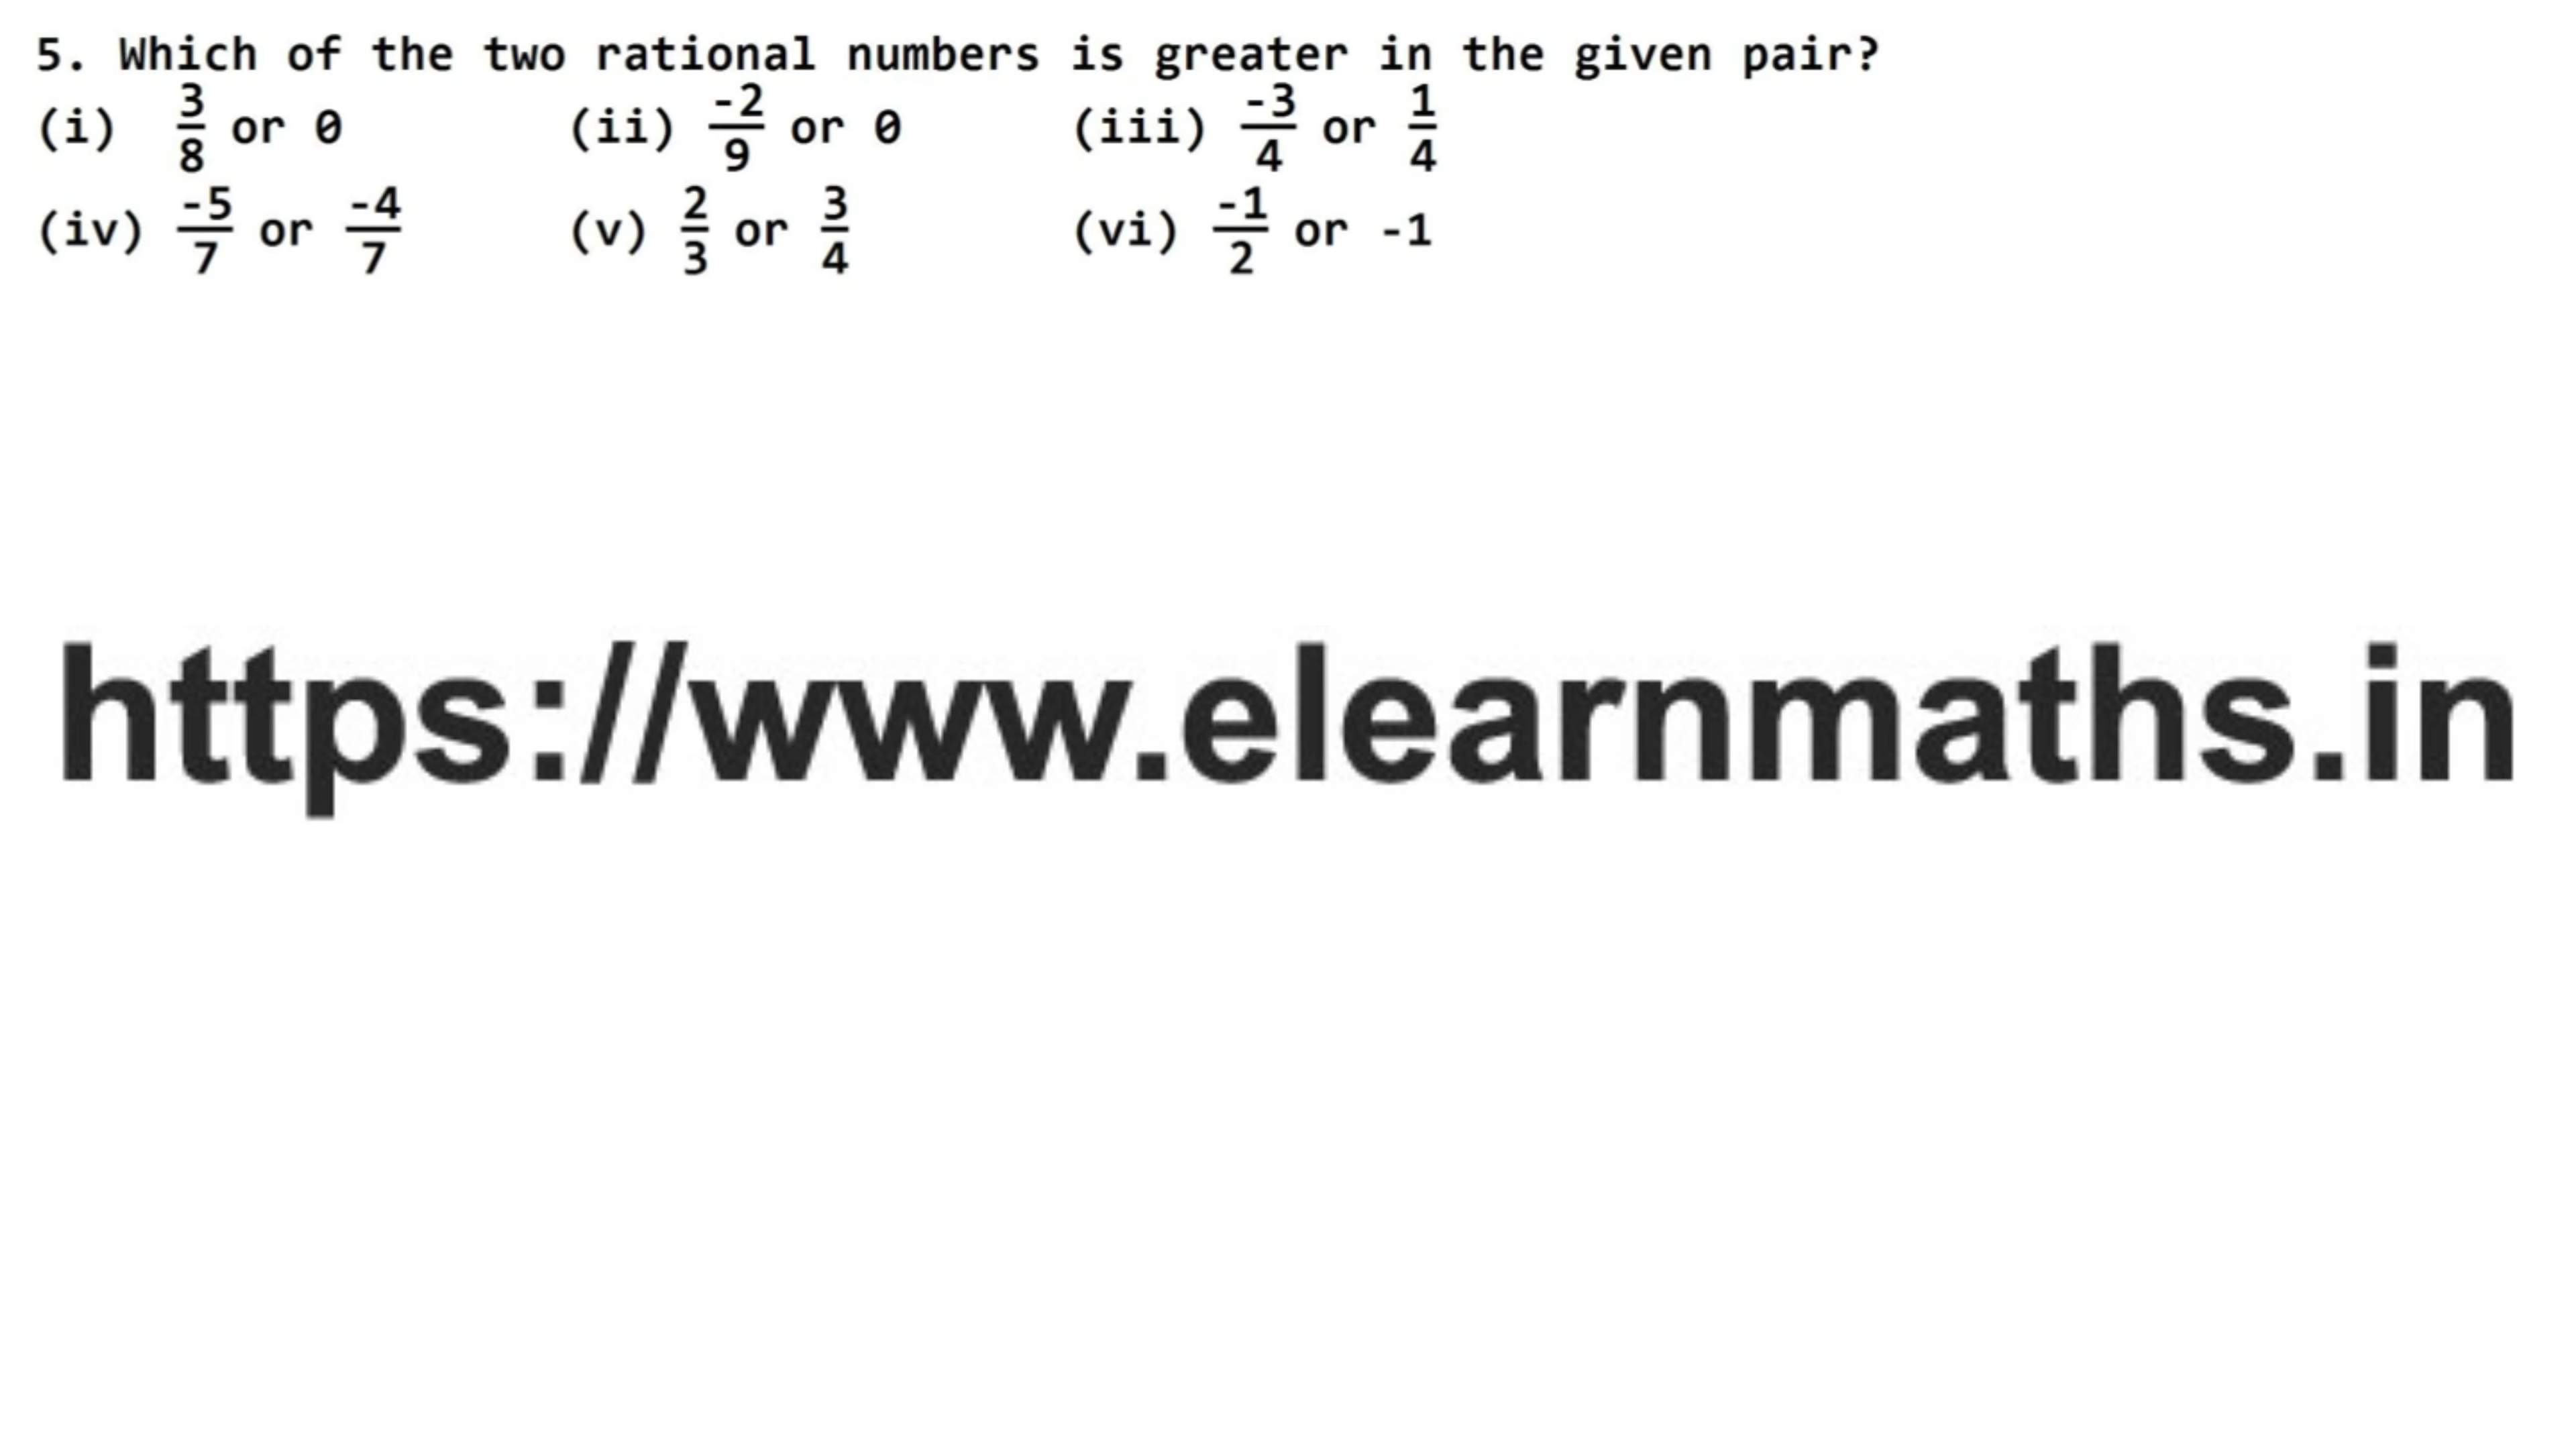 5. Which of the two rational numbers is greater in the given pair?
(i) 3/8 or 0 (ii) -2/9 or 0 (iii) -3/4 or 1/4
(iv) -5/7 or -4/7 (v) 2/3 or 3/4 (vi) -1/2 or -1
https://www.elearnmaths.in